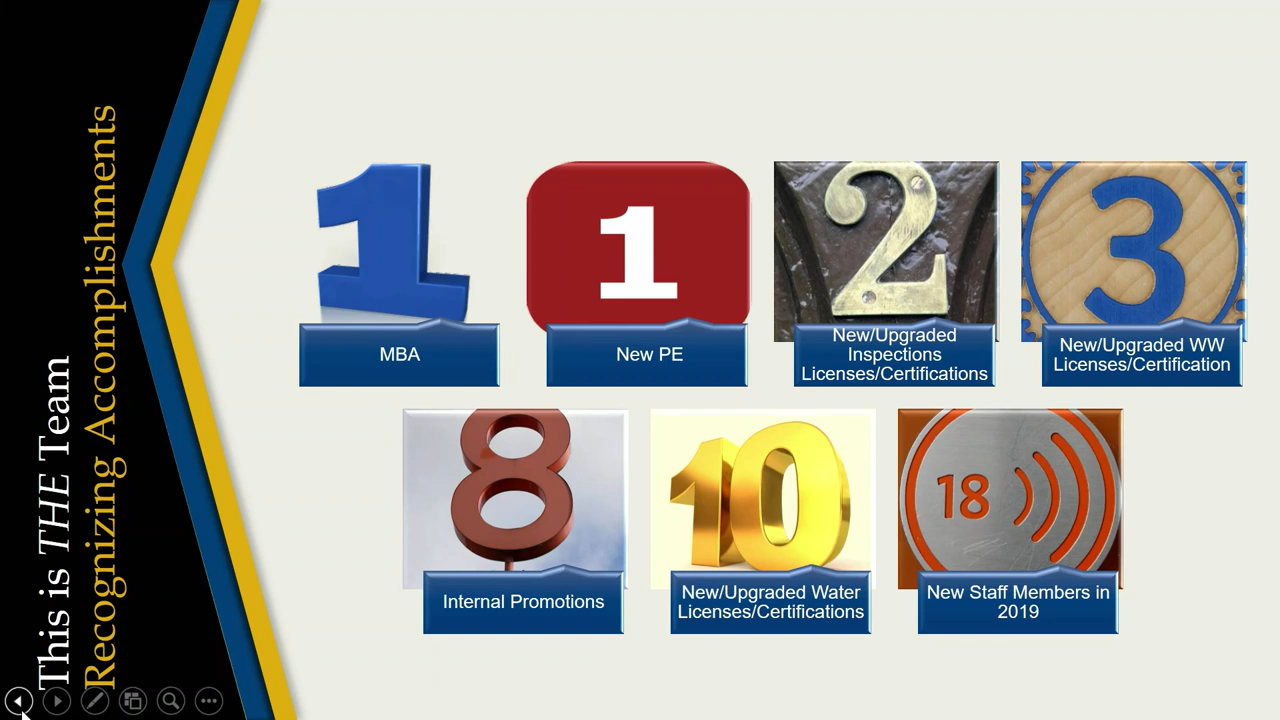 This is THE Team
Recognizing Accomplishments
1
1
2
3
MBA
New PE
New/Upgraded
Inspections
Licenses/Certifications
New/Upgraded WW
Licenses/Certification
8
10
18
Internal Promotions
New/Upgraded Water
Licenses/Certifications
New Staff Members in
2019